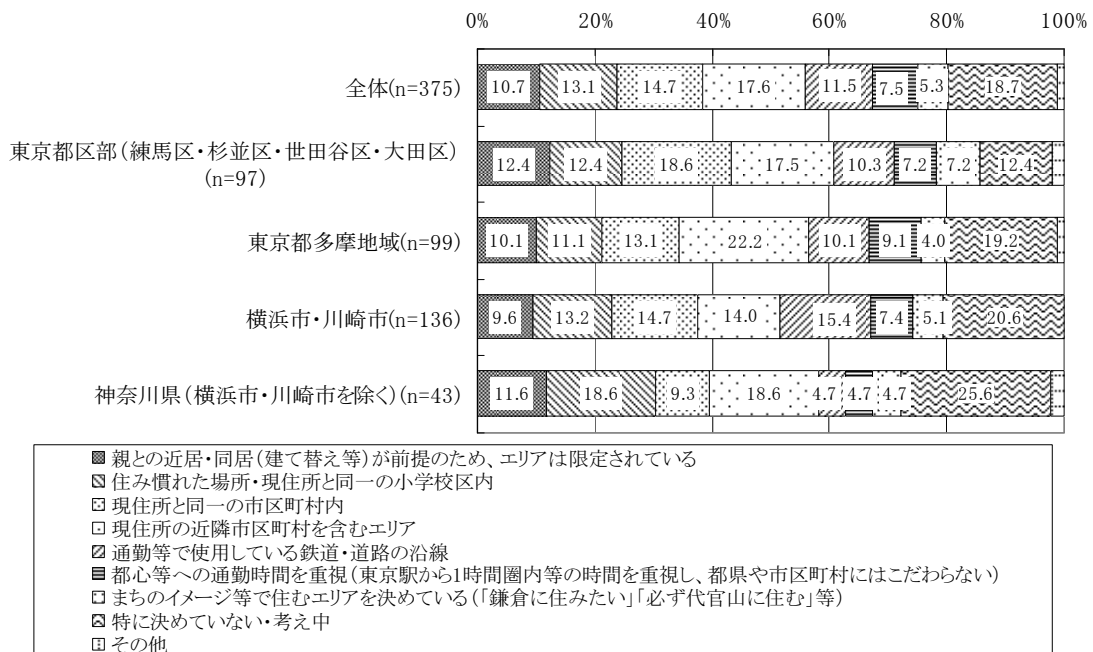 0% 20% 40% 60% 80% 100%
全体(n=375) 10.7 13.1 14.7 17.6 11.5 7.5 5.3 18.7
東京都区部(練馬区・杉並区・世田谷区・大田区)
(n=97) 12.4 12.4 18.6 17.5 10.3 7.2 7.2 12.4
東京都多摩地域(n=99) 10.1 11.1 13.1 22.2 10.1 9.1 4.0 19.2
横浜市・川崎市(n=136) 9.6 13.2 14.7 14.0 15.4 7.4 5.1 20.6
神奈川県(横浜市・川崎市を除く)(n=43) 11.6 18.6 9.3 18.6 4.7 4.7 4.7 25.6
親との近居・同居(建て替え等)が前提のため、エリアは限定されている
住み慣れた場所・現住所と同一の小学校区内
現住所と同一の市区町村内
現住所の近隣市区町村を含むエリア
通勤等で使用している鉄道・道路の沿線
都心等への通勤時間を重視(東京駅から1時間圏内等の時間を重視し、都県や市区町村にはこだわらない)
まちのイメージ等で住むエリアを決めている(「鎌倉に住みたい」「必ず代官山に住む」等)
特に決めていない・考え中
その他